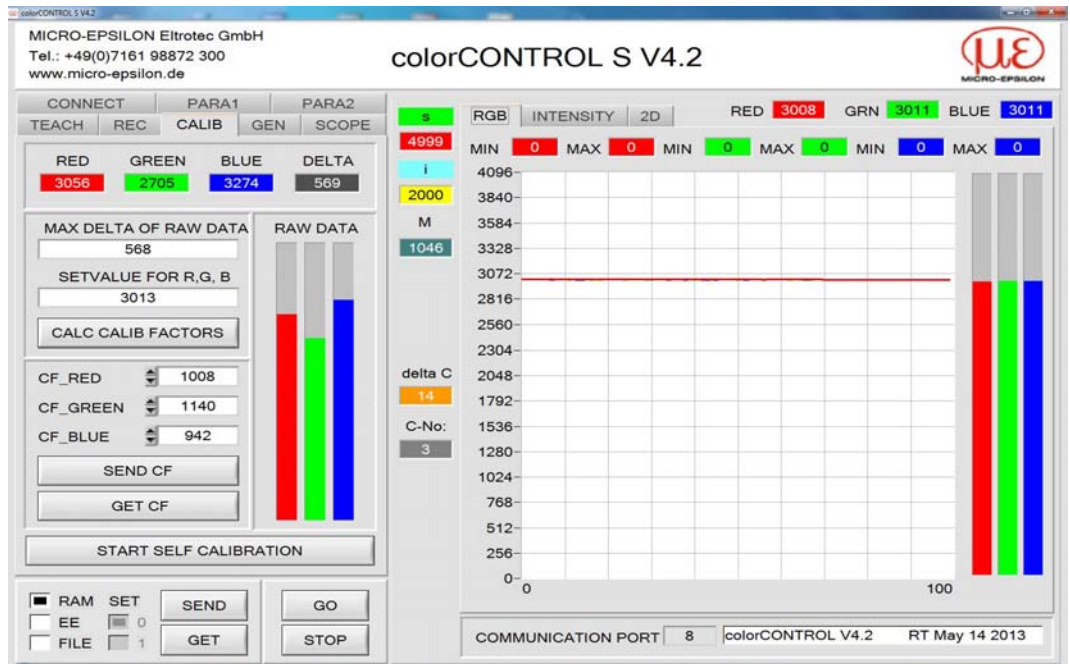 colorCONTROL S V4.2
MICRO-EPSILON Eltrotec GmbH
Tel.: +49(0)7161 98872 300
www.micro-epsilon.de
colorCONTROL S V4.2
με
MICRO-EPSILON
CONNECT PARA1 PARA2
TEACH REC CALIB GEN SCOPE
RED GREEN BLUE DELTA
3056 2705 3274 569
MAX DELTA OF RAW DATA
568
SETVALUE FOR R,G, B
3013
CALC CALIB FACTORS
RAW DATA
CF_RED 1008
CF_GREEN 1140
CF_BLUE 942
SEND CF
GET CF
START SELF CALIBRATION
RAM SET SEND GO
EE 0
FILE 1 GET STOP
s
4999
i
2000
M
1046
delta C
14
C-No:
3
RGB INTENSITY 2D RED 3008 GRN 3011 BLUE 3011
MIN 0 MAX 0 MIN 0 MAX 0 MIN 0 MAX 0
4096
3840
3584
3328
3072
2816
2560
2304
2048
1792
1536
1280
1024
768
512
256
0
0 100
COMMUNICATION PORT 8 colorCONTROL V4.2 RT May 14 2013